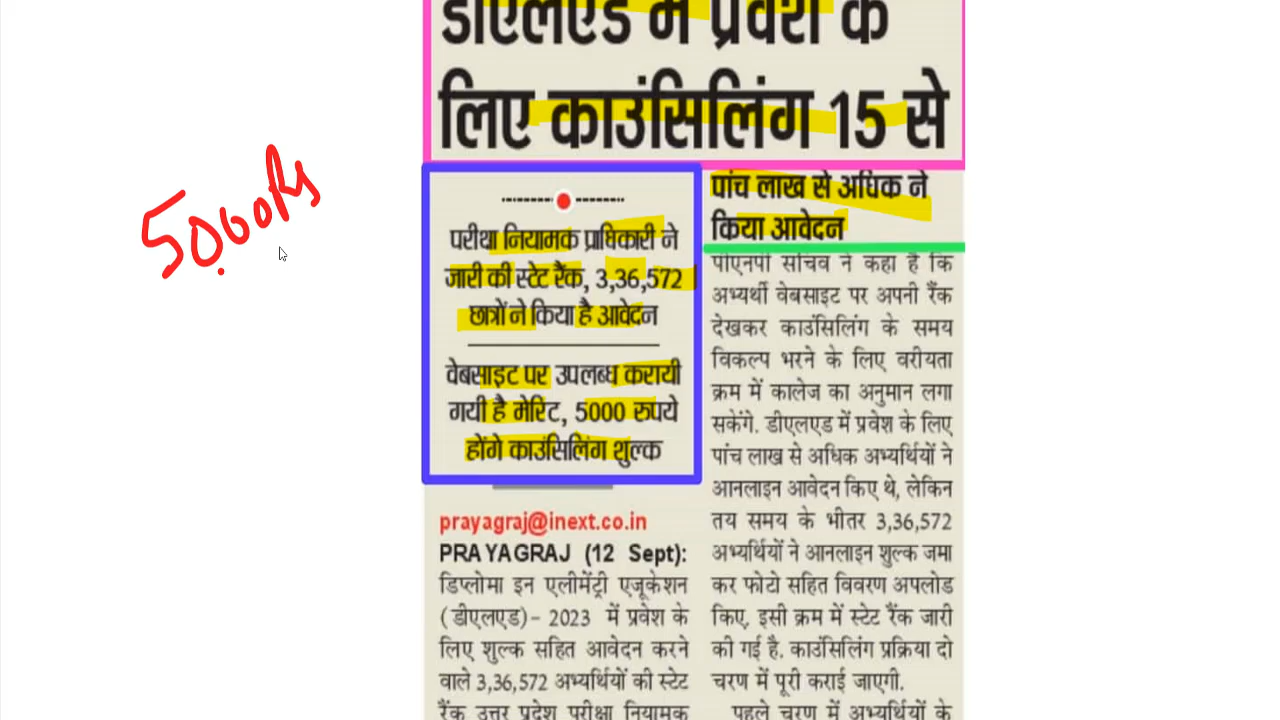 डीएलएड में प्रवेश के
लिए काउंसिलिंग 15 से
5000Rs
परीथा नियामक प्राधिकारी ने
जारी की स्टेट रैंक, 3,36,572
छात्रों ने किया है आवेदन
वेबसाइट पर उपलब्ध करायी
गयी है मेरिट, 5000 रुपये
होंगे काउंसिलिंग शुल्क
prayagraj@inext.co.in
PRAYAGRAJ (12 Sept):
डिप्लोमा इन एलीमेंट्री एजूकेशन
(डीएलएड)- 2023 में प्रवेश के
लिए शुल्क सहित आवेदन करने
वाले 3,36,572 अभ्यर्थियों की स्टेट
रैंक उत्तर प्रदेश परीक्षा नियामक
पांच लाख से अधिक ने
किया आवेदन
पीएनपी सचिव ने कहा है कि
अभ्यर्थी वेबसाइट पर अपनी रैंक
देखकर काउंसिलिंग के समय
विकल्प भरने के लिए वरीयता
क्रम में कालेज का अनुमान लगा
सकेंगे. डीएलएड में प्रवेश के लिए
पांच लाख से अधिक अभ्यर्थियों ने
आनलाइन आवेदन किए थे, लेकिन
तय समय के भीतर 3,36,572
अभ्यर्थियों ने आनलाइन शुल्क जमा
कर फोटो सहित विवरण अपलोड
किए. इसी क्रम में स्टेट रैंक जारी
की गई है. काउंसिलिंग प्रक्रिया दो
चरण में पूरी कराई जाएगी.
पहले चरण में अभ्यर्थियों के